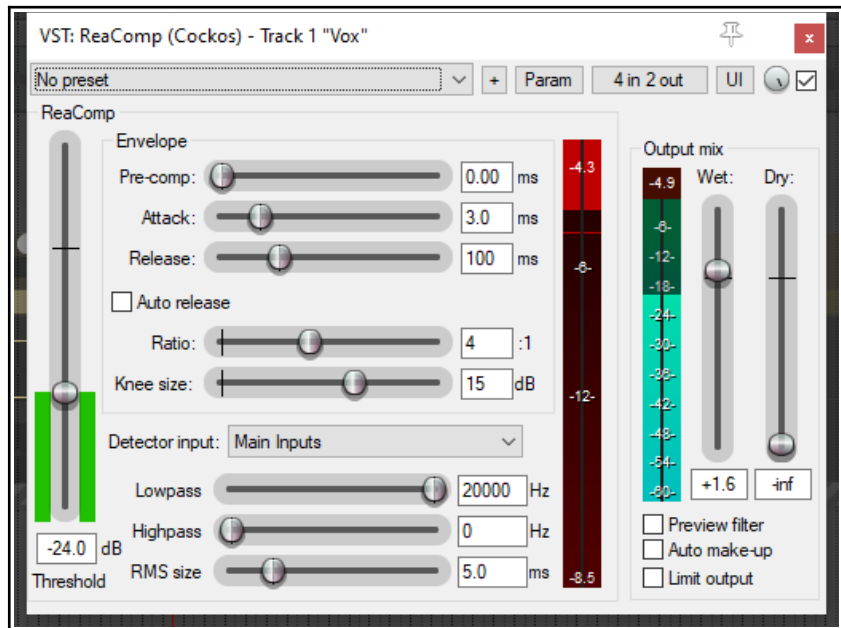 VST: ReaComp (Cockos) - Track 1 "Vox"
x
No preset
+
Param
4 in 2 out
UI
ReaComp
Envelope
Pre-comp: 0.00 ms
Attack: 3.0 ms
Release: 100 ms
Auto release
Ratio: 4 :1
Knee size: 15 dB
Detector input: Main Inputs
Lowpass 20000 Hz
Highpass 0 Hz
RMS size 5.0 ms
-24.0 dB
Threshold
-4.3
-6-
-12-
-8.5
Output mix
Wet: Dry:
-4.9
-6-
-12-
-18-
-24-
-30-
-36-
-42-
-48-
-54-
-60-
+1.6 -inf
Preview filter
Auto make-up
Limit output